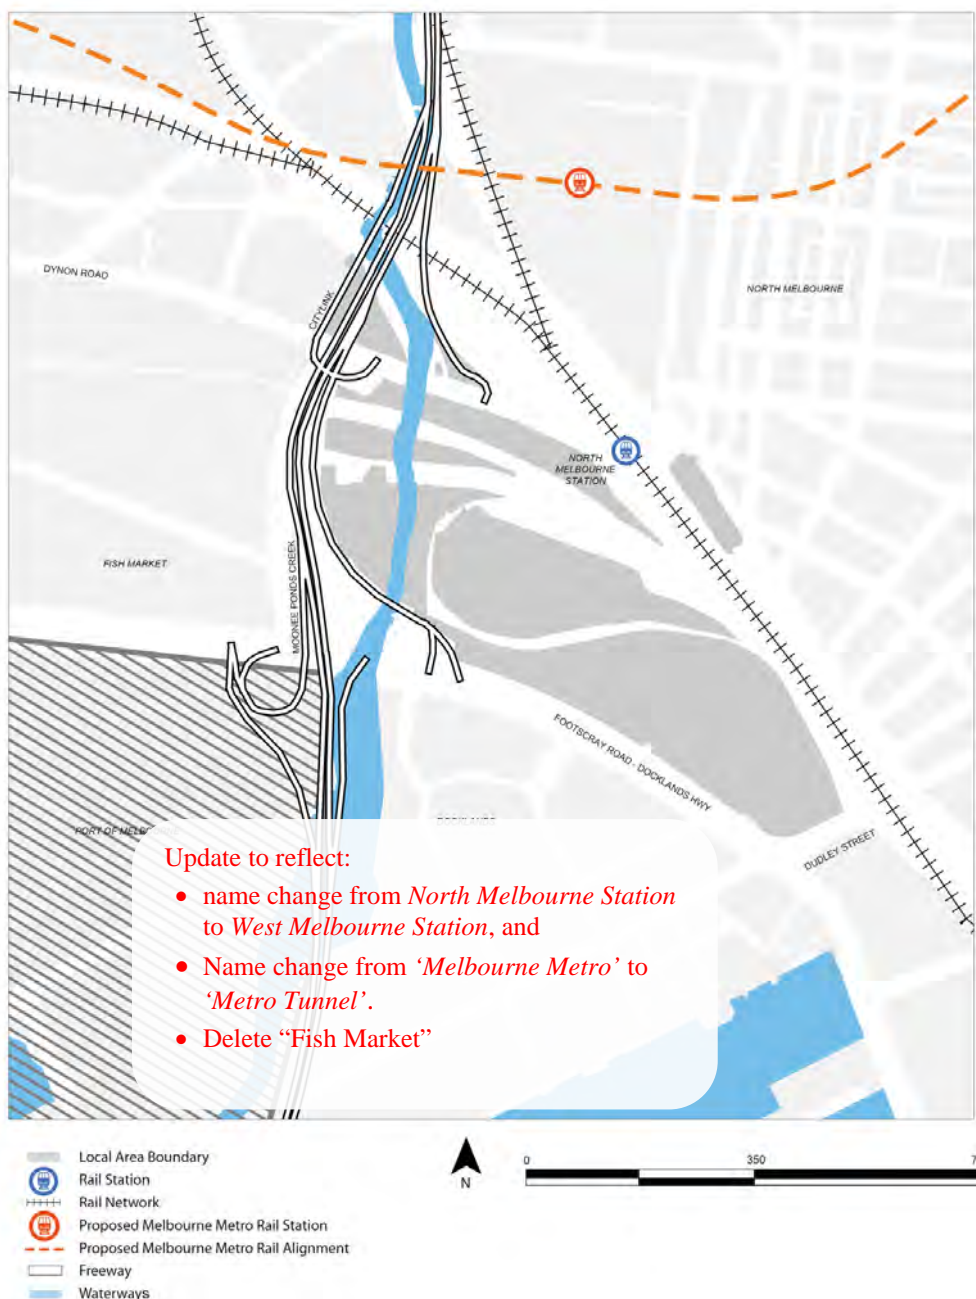 DYNON ROAD
CITYLINK
NORTH MELBOURNE
NORTH
MELBOURNE
STATION
FISH MARKET
MOONEE PONDS CREEK
FOOTSCRAY ROAD - DOCKLANDS HWY
DUDLEY STREET
PORT OF MELB
Update to reflect:
• name change from North Melbourne Station
to West Melbourne Station, and
• Name change from ‘Melbourne Metro’ to
‘Metro Tunnel’.
• Delete “Fish Market”
Local Area Boundary
Rail Station
Rail Network
Proposed Melbourne Metro Rail Station
Proposed Melbourne Metro Rail Alignment
Freeway
Waterways
N
0 350